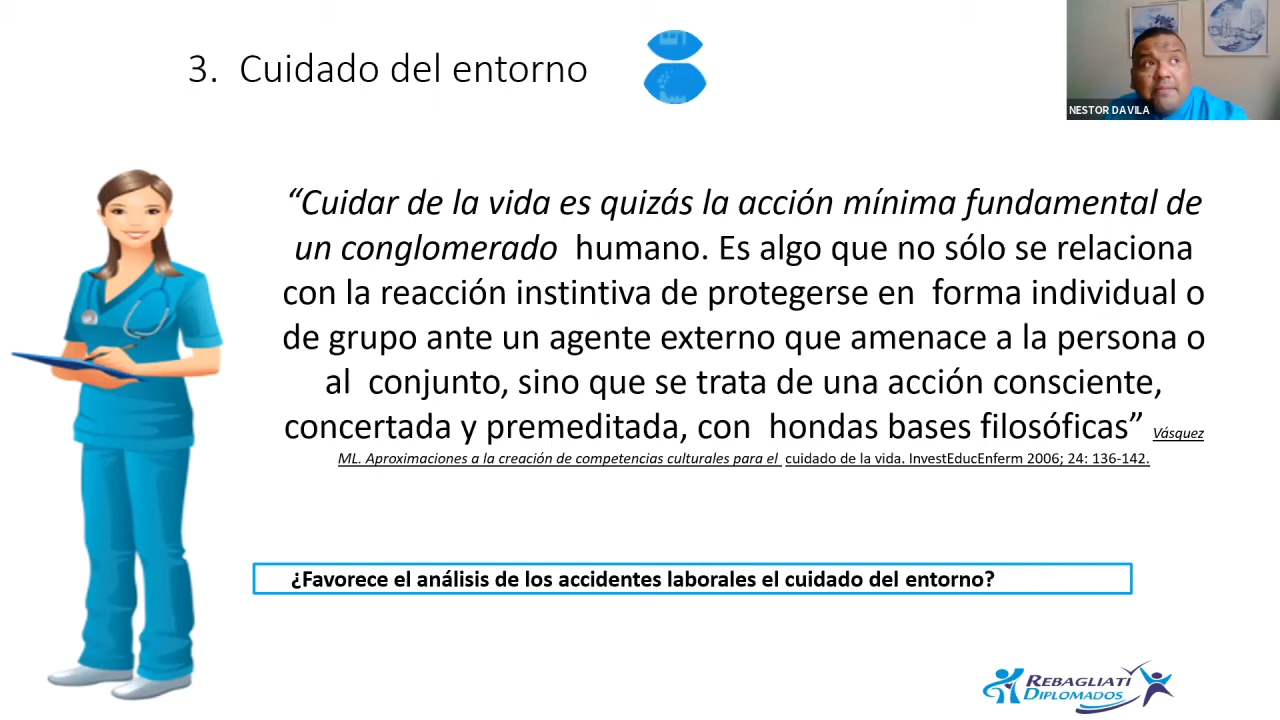 3. Cuidado del entorno
NESTOR DAVILA
“Cuidar de la vida es quizás la acción mínima fundamental de
un conglomerado humano. Es algo que no sólo se relaciona
con la reacción instintiva de protegerse en forma individual o
de grupo ante un agente externo que amenace a la persona o
al conjunto, sino que se trata de una acción consciente,
concertada y premeditada, con hondas bases filosóficas” Vásquez
ML. Aproximaciones a la creación de competencias culturales para el cuidado de la vida. InvestEducEnferm 2006; 24: 136-142.
¿Favorece el análisis de los accidentes laborales el cuidado del entorno?
REBAGLIATI
DIPLOMADOS